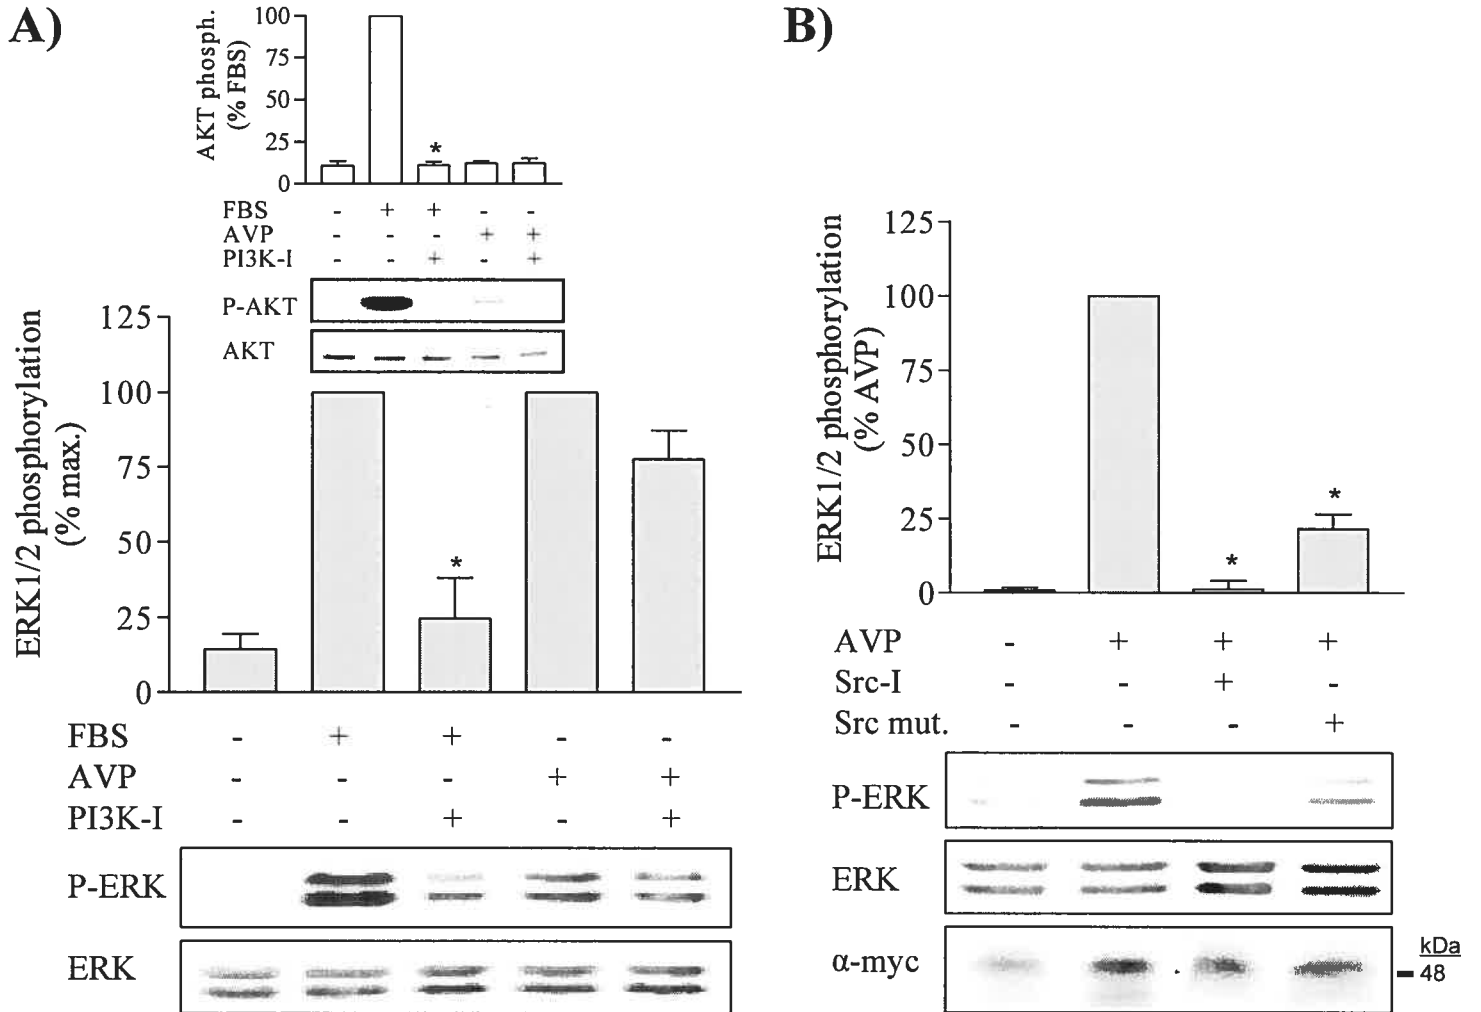 A)
AKT phosph.
(% FBS)
100
75
50
25
0
*
FBS - + + - -
AVP - - - + +
PI3K-I - - + - +
P-AKT
AKT
ERK1/2 phosphorylation
(% max.)
125
100
75
50
25
0
*
FBS - + + - -
AVP - - - + +
PI3K-I - - + - +
P-ERK
ERK
B)
ERK1/2 phosphorylation
(% AVP)
125
100
75
50
25
0
*
*
AVP - + + +
Src-I - - + -
Src mut. - - - +
P-ERK
ERK
α-myc
kDa
48